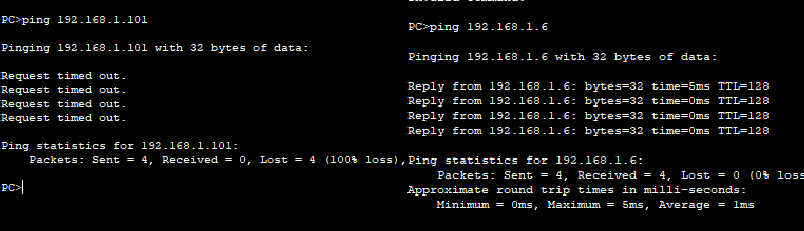 PC>ping 192.168.1.101
Pinging 192.168.1.101 with 32 bytes of data:
Request timed out.
Request timed out.
Request timed out.
Request timed out.
Ping statistics for 192.168.1.101:
Packets: Sent = 4, Received = 0, Lost = 4 (100% loss),
PC>
PC>ping 192.168.1.6
Pinging 192.168.1.6 with 32 bytes of data:
Reply from 192.168.1.6: bytes=32 time=5ms TTL=128
Reply from 192.168.1.6: bytes=32 time=0ms TTL=128
Reply from 192.168.1.6: bytes=32 time=0ms TTL=128
Reply from 192.168.1.6: bytes=32 time=0ms TTL=128
Ping statistics for 192.168.1.6:
Packets: Sent = 4, Received = 4, Lost = 0 (0% loss
Approximate round trip times in milli-seconds:
Minimum = 0ms, Maximum = 5ms, Average = 1ms